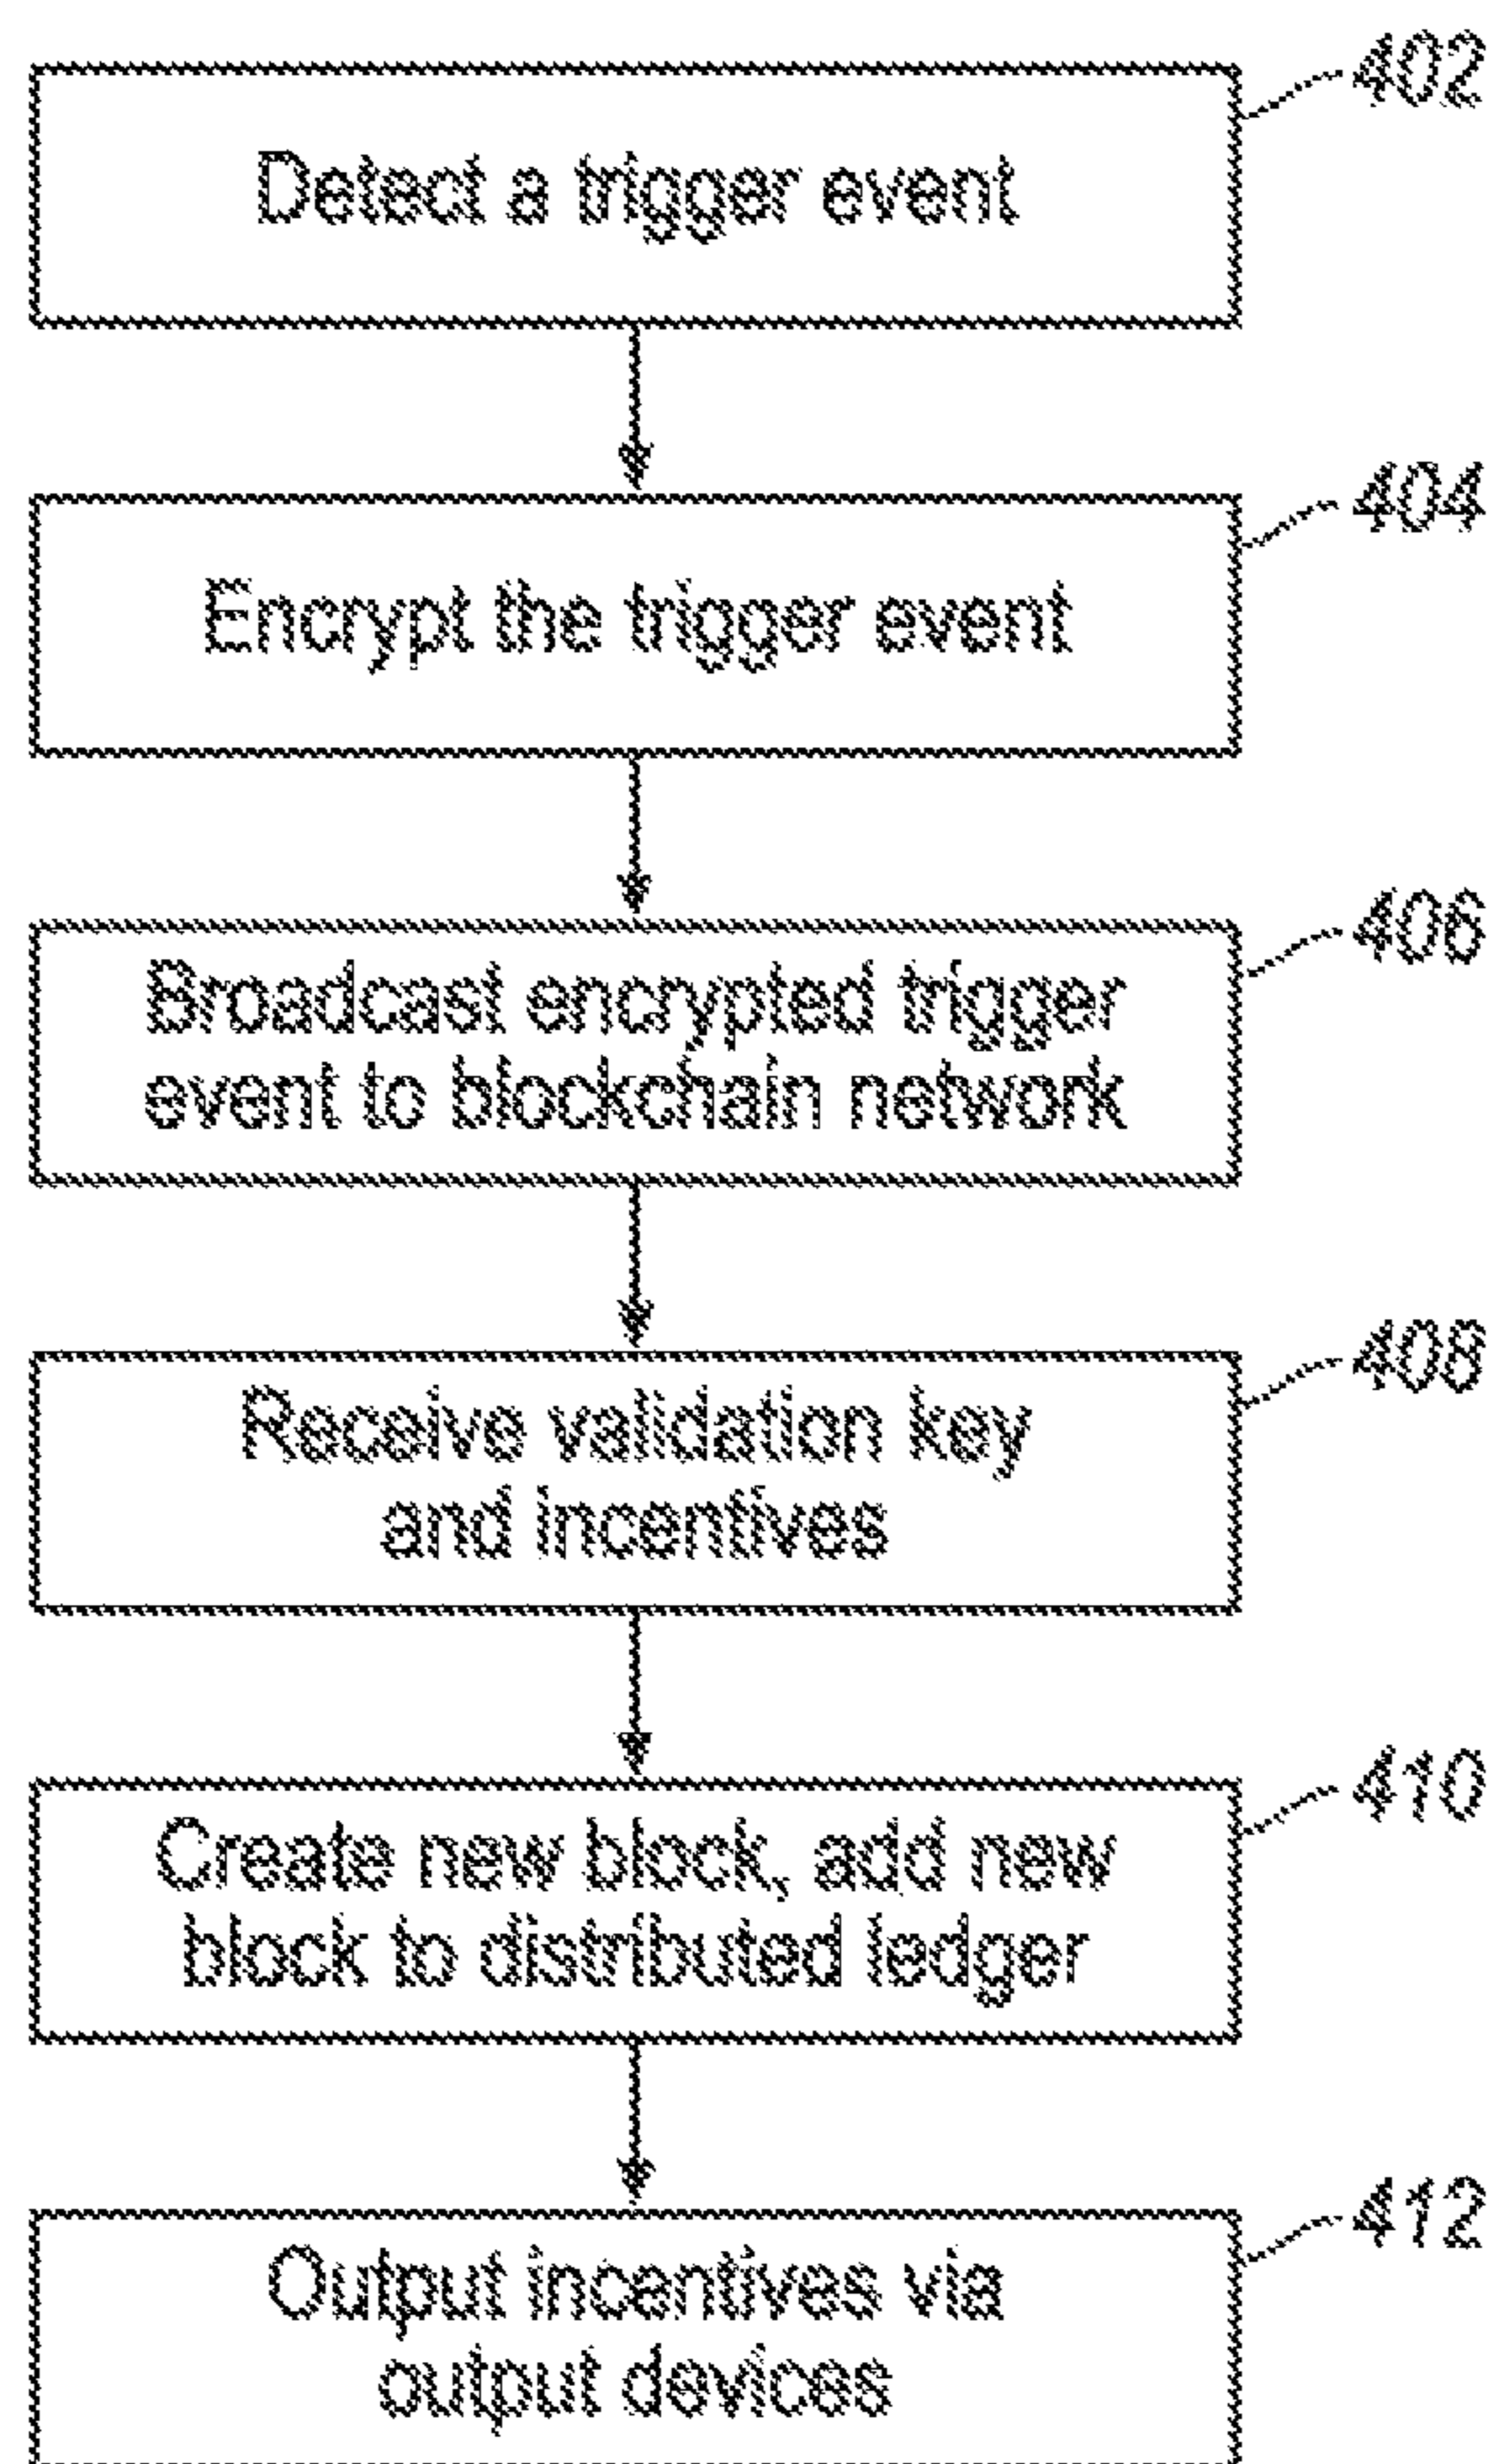 402
Detect a trigger event
404
Encrypt the trigger event
406
Broadcast encrypted trigger
event to blockchain network
408
Receive validation key
and incentives
410
Create new block, add new
block to distributed ledger
412
Output incentives via
output devices